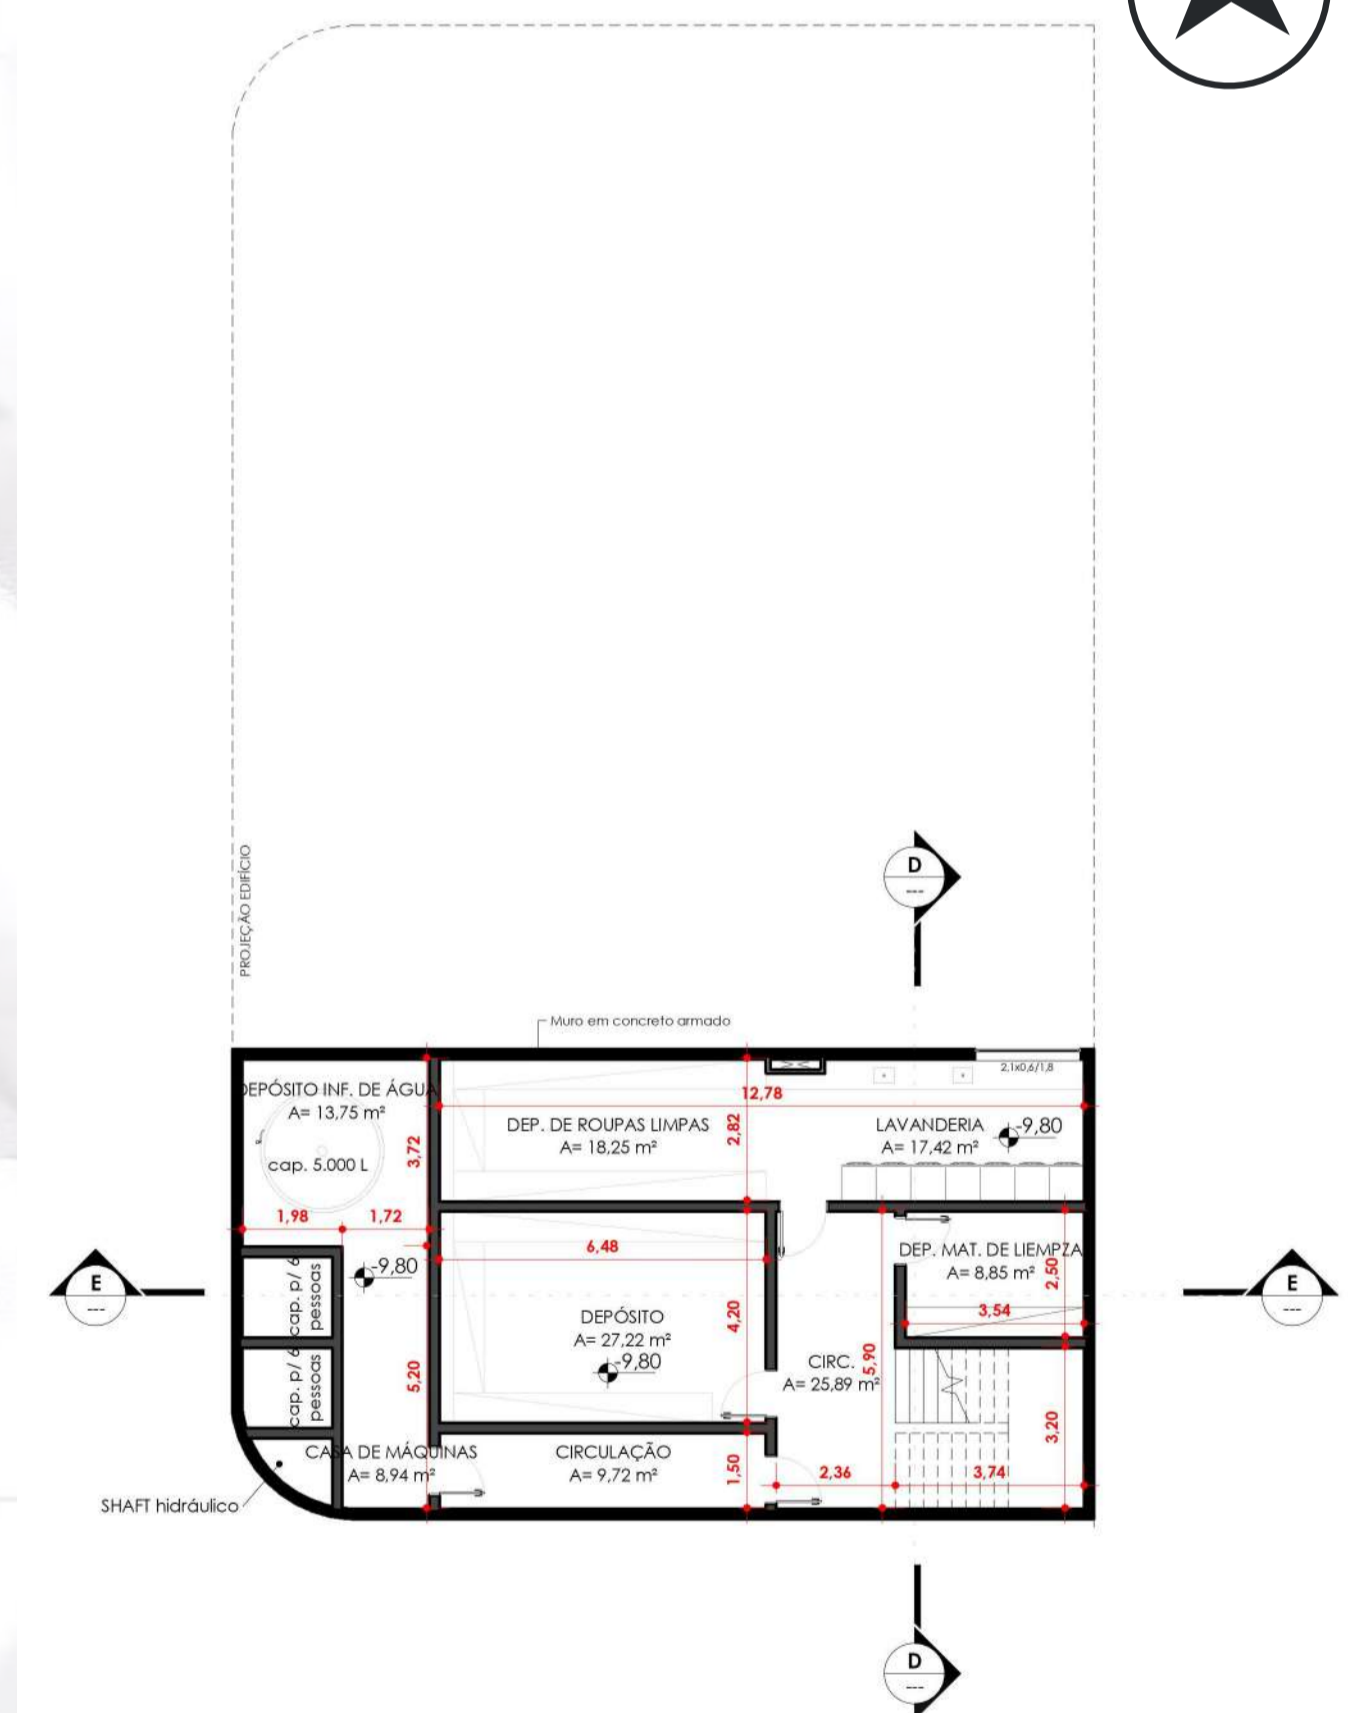 PROJEÇÃO EDIFÍCIO
D
---
Muro em concreto armado
2,1x0,6/1,8
DEPÓSITO INF. DE ÁGUA
A= 13,75 m²
cap. 5.000 L
3,72
1,98
1,72
12,78
DEP. DE ROUPAS LIMPAS
A= 18,25 m²
2,82
LAVANDERIA
A= 17,42 m²
-9,80
E
---
cap. p/ 6
pessoas
cap. p/ 6
pessoas
-9,80
5,20
6,48
DEPÓSITO
A= 27,22 m²
-9,80
4,20
DEP. MAT. DE LIEMPZA
A= 8,85 m²
2,50
3,54
E
---
CIRC.
A= 25,89 m²
5,90
3,20
CASA DE MÁQUINAS
A= 8,94 m²
CIRCULAÇÃO
A= 9,72 m²
1,50
2,36
3,74
SHAFT hidráulico
D
---